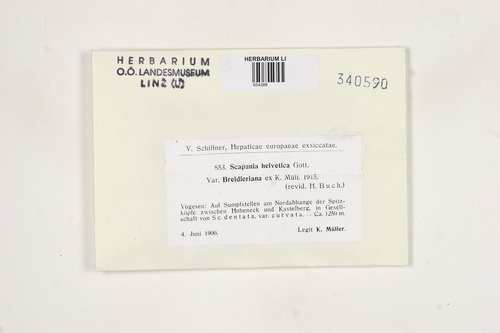 HERBARIUM
O.Ö. LANDESMUSEUM
LINZ (LI)
HERBARIUM LI
340590
V. Schiffner, Hepaticae europaeae exsiccatae.
853. Scapania helvetica Gott.
Var. Breidleriana ex K. Müll. 1915.
(revid. H. Buch.)
Vogesen: Auf Sumpfstellen am Nordabhange der Spitz-
köpfe zwischen Hoheneck und Kastelberg, in Gesell-
schaft von Sc. dentata, var. curvata. — Ca. 1250 m.
4. Juni 1900.
Legit K. Müller.